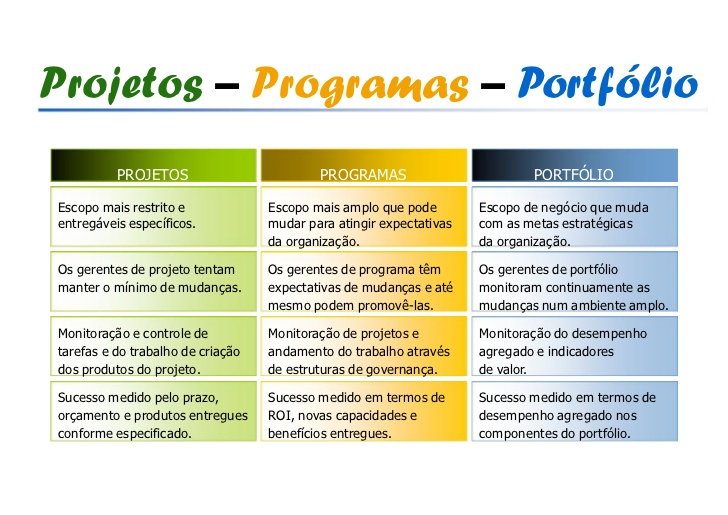 Projetos – Programas – Portfólio
PROJETOS
PROGRAMAS
PORTFÓLIO
Escopo mais restrito e
entregáveis específicos.
Escopo mais amplo que pode
mudar para atingir expectativas
da organização.
Escopo de negócio que muda
com as metas estratégicas
da organização.
Os gerentes de projeto tentam
manter o mínimo de mudanças.
Os gerentes de programa têm
expectativas de mudanças e até
mesmo podem promovê-las.
Os gerentes de portfólio
monitoram continuamente as
mudanças num ambiente amplo.
Monitoração e controle de
tarefas e do trabalho de criação
dos produtos do projeto.
Monitoração de projetos e
andamento do trabalho através
de estruturas de governança.
Monitoração do desempenho
agregado e indicadores
de valor.
Sucesso medido pelo prazo,
orçamento e produtos entregues
conforme especificado.
Sucesso medido em termos de
ROI, novas capacidades e
benefícios entregues.
Sucesso medido em termos de
desempenho agregado nos
componentes do portfólio.